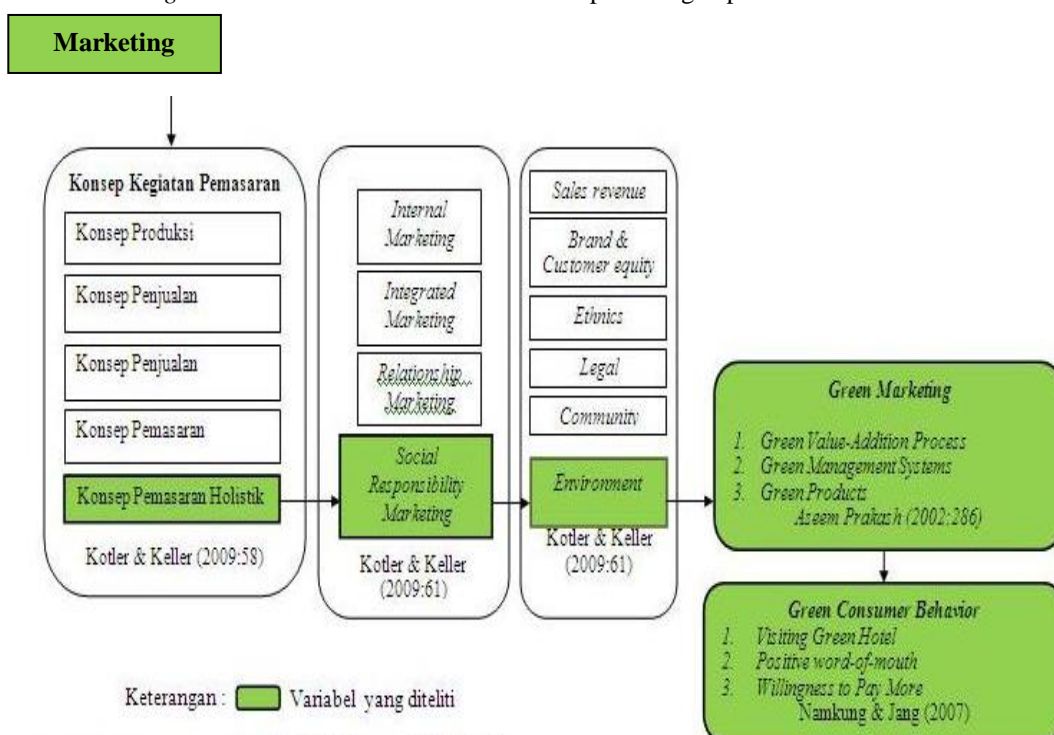 Marketing
Konsep Kegiatan Pemasaran
Konsep Produksi
Konsep Penjualan
Konsep Penjualan
Konsep Pemasaran
Konsep Pemasaran Holistik
Kotler & Keller (2009:58)
Internal
Marketing
Integrated
Marketing
Relationship
Marketing
Social
Responsibility
Marketing
Kotler & Keller
(2009:61)
Sales revenue
Brand &
Customer equity
Ethnics
Legal
Community
Environment
Kotler & Keller
(2009:61)
Green Marketing
1. Green Value-Addition Process
2. Green Management Systems
3. Green Products
Aseem Prakash (2002:286)
Green Consumer Behavior
1. Visiting Green Hotel
2. Positive word-of-mouth
3. Willingness to Pay More
Namkung & Jang (2007)
Keterangan : Variabel yang diteliti